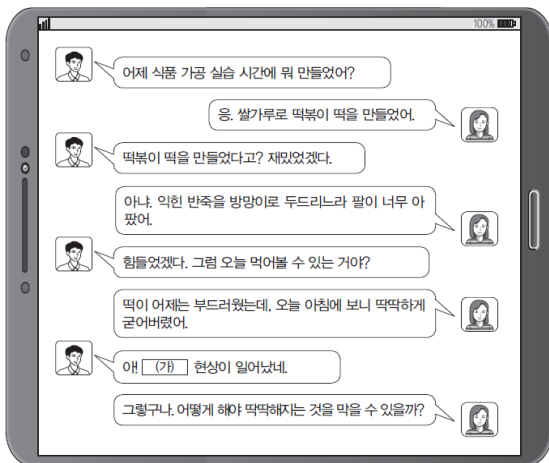 100%
어제 식품 가공 실습 시간에 뭐 만들었어?
응. 쌀가루로 떡볶이 떡을 만들었어.
떡볶이 떡을 만들었다고? 재밌었겠다.
아냐. 익힌 반죽을 방망이로 두드리느라 팔이 너무 아
팠어.
힘들었겠다. 그럼 오늘 먹어볼 수 있는 거야?
떡이 어제는 부드러웠는데, 오늘 아침에 보니 딱딱하게
굳어버렸어.
아! (가) 현상이 일어났네.
그렇구나. 어떻게 해야 딱딱해지는 것을 막을 수 있을까?